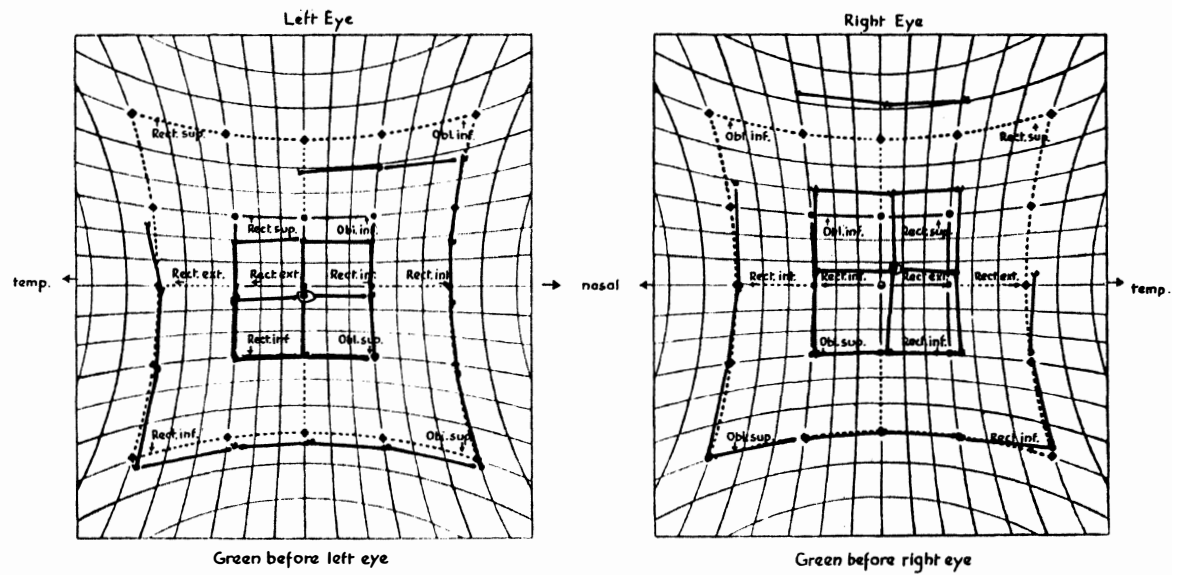 Left Eye
Right Eye
Rect. sup.
Obl. inf.
Obl. inf.
Rect. sup.
Rect. sup.
Obl. inf.
Obl. inf.
Rect. sup.
temp.
Rect. ext.
Rect. ext
Rect. int
Rect. int
nasal
Rect. int.
Rect. inf.
Rect. ext
Rect. ext.
temp.
Rect. inf
Obl. sup.
Obl. sup.
Rect. inf.
Rect. inf.
Obl. sup
Obl. sup
Rect. inf.
Green before left eye
Green before right eye